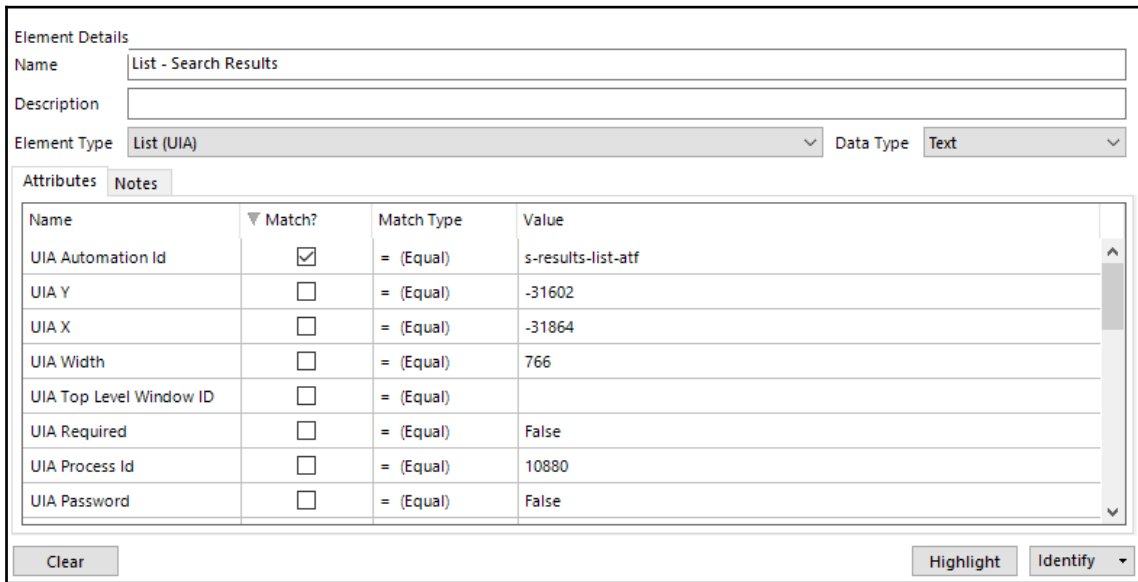 Element Details
Name List - Search Results
Description
Element Type List (UIA) Data Type Text
Attributes Notes
Name Match? Match Type Value
UIA Automation Id = (Equal) s-results-list-atf
UIA Y = (Equal) -31602
UIA X = (Equal) -31864
UIA Width = (Equal) 766
UIA Top Level Window ID = (Equal)
UIA Required = (Equal) False
UIA Process Id = (Equal) 10880
UIA Password = (Equal) False
Clear Highlight Identify